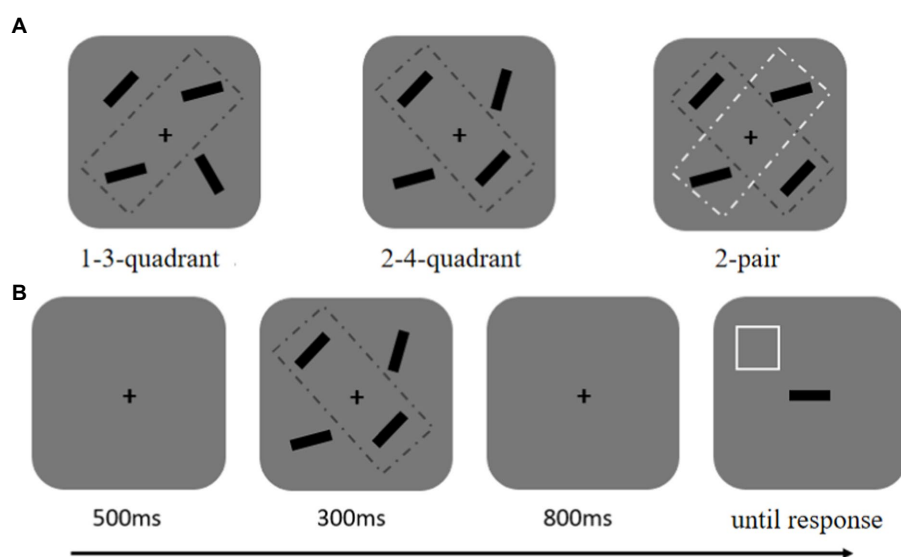 A
1-3-quadrant
2-4-quadrant
2-pair
B
500ms
300ms
800ms
until response